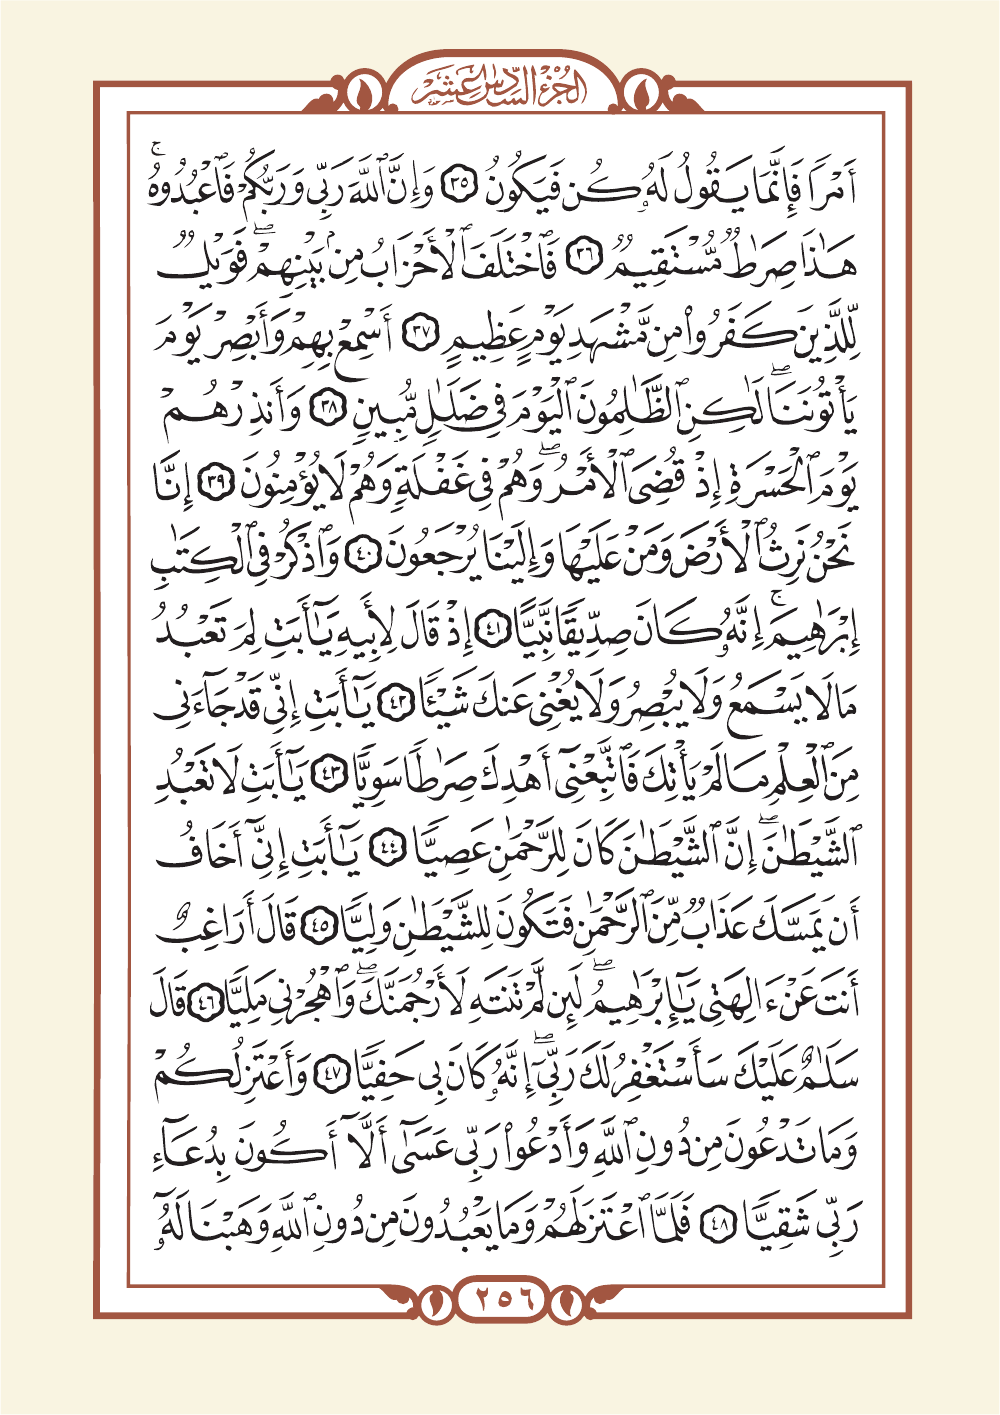 الجُزْءُ السَّادِسَ عَشَرَ
أَمْرًا فَإِنَّمَا يَقُولُ لَهُۥ كُن فَيَكُونُ ٣٥ وَإِنَّ ٱللَّهَ رَبِّى وَرَبُّكُمْ فَٱعْبُدُوهُ ۚ
هَـٰذَا صِرَٰطٌ مُّسْتَقِيمٌ ٣٦ فَٱخْتَلَفَ ٱلْأَحْزَابُ مِنۢ بَيْنِهِمْ ۖ فَوَيْلٌ
لِّلَّذِينَ كَفَرُوا۟ مِن مَّشْهَدِ يَوْمٍ عَظِيمٍ ٣٧ أَسْمِعْ بِهِمْ وَأَبْصِرْ يَوْمَ
يَأْتُونَنَا ۖ لَـٰكِنِ ٱلظَّـٰلِمُونَ ٱلْيَوْمَ فِى ضَلَـٰلٍ مُّبِينٍ ٣٨ وَأَنذِرْهُمْ
يَوْمَ ٱلْحَسْرَةِ إِذْ قُضِىَ ٱلْأَمْرُ ۖ وَهُمْ فِى غَفْلَةٍ وَهُمْ لَا يُؤْمِنُونَ ٣٩ إِنَّا
نَحْنُ نَرِثُ ٱلْأَرْضَ وَمَنْ عَلَيْهَا وَإِلَيْنَا يُرْجَعُونَ ٤٠ وَٱذْكُرْ فِى ٱلْكِتَـٰبِ
إِبْرَٰهِيمَ ۚ إِنَّهُۥ كَانَ صِدِّيقًا نَّبِيًّا ٤١ إِذْ قَالَ لِأَبِيهِ يَـٰٓأَبَتِ لِمَ تَعْبُدُ
مَا لَا يَسْمَعُ وَلَا يُبْصِرُ وَلَا يُغْنِى عَنكَ شَيْـًٔا ٤٢ يَـٰٓأَبَتِ إِنِّى قَدْ جَآءَنِى
مِنَ ٱلْعِلْمِ مَا لَمْ يَأْتِكَ فَٱتَّبِعْنِىٓ أَهْدِكَ صِرَٰطًا سَوِيًّا ٤٣ يَـٰٓأَبَتِ لَا تَعْبُدِ
ٱلشَّيْطَـٰنَ ۖ إِنَّ ٱلشَّيْطَـٰنَ كَانَ لِلرَّحْمَـٰنِ عَصِيًّا ٤٤ يَـٰٓأَبَتِ إِنِّىٓ أَخَافُ
أَن يَمَسَّكَ عَذَابٌ مِّنَ ٱلرَّحْمَـٰنِ فَتَكُونَ لِلشَّيْطَـٰنِ وَلِيًّا ٤٥ قَالَ أَرَاغِبٌ
أَنتَ عَنْ ءَالِهَتِى يَـٰٓإِبْرَٰهِيمُ ۖ لَئِن لَّمْ تَنتَهِ لَأَرْجُمَنَّكَ ۖ وَٱهْجُرْنِى مَلِيًّا ٤٦ قَالَ
سَلَـٰمٌ عَلَيْكَ سَأَسْتَغْفِرُ لَكَ رَبِّىٓ ۖ إِنَّهُۥ كَانَ بِى حَفِيًّا ٤٧ وَأَعْتَزِلُكُمْ
وَمَا تَدْعُونَ مِن دُونِ ٱللَّهِ وَأَدْعُوا۟ رَبِّى عَسَىٰٓ أَلَّآ أَكُونَ بِدُعَآءِ
رَبِّى شَقِيًّا ٤٨ فَلَمَّا ٱعْتَزَلَهُمْ وَمَا يَعْبُدُونَ مِن دُونِ ٱللَّهِ وَهَبْنَا لَهُۥٓ
٢٥٦